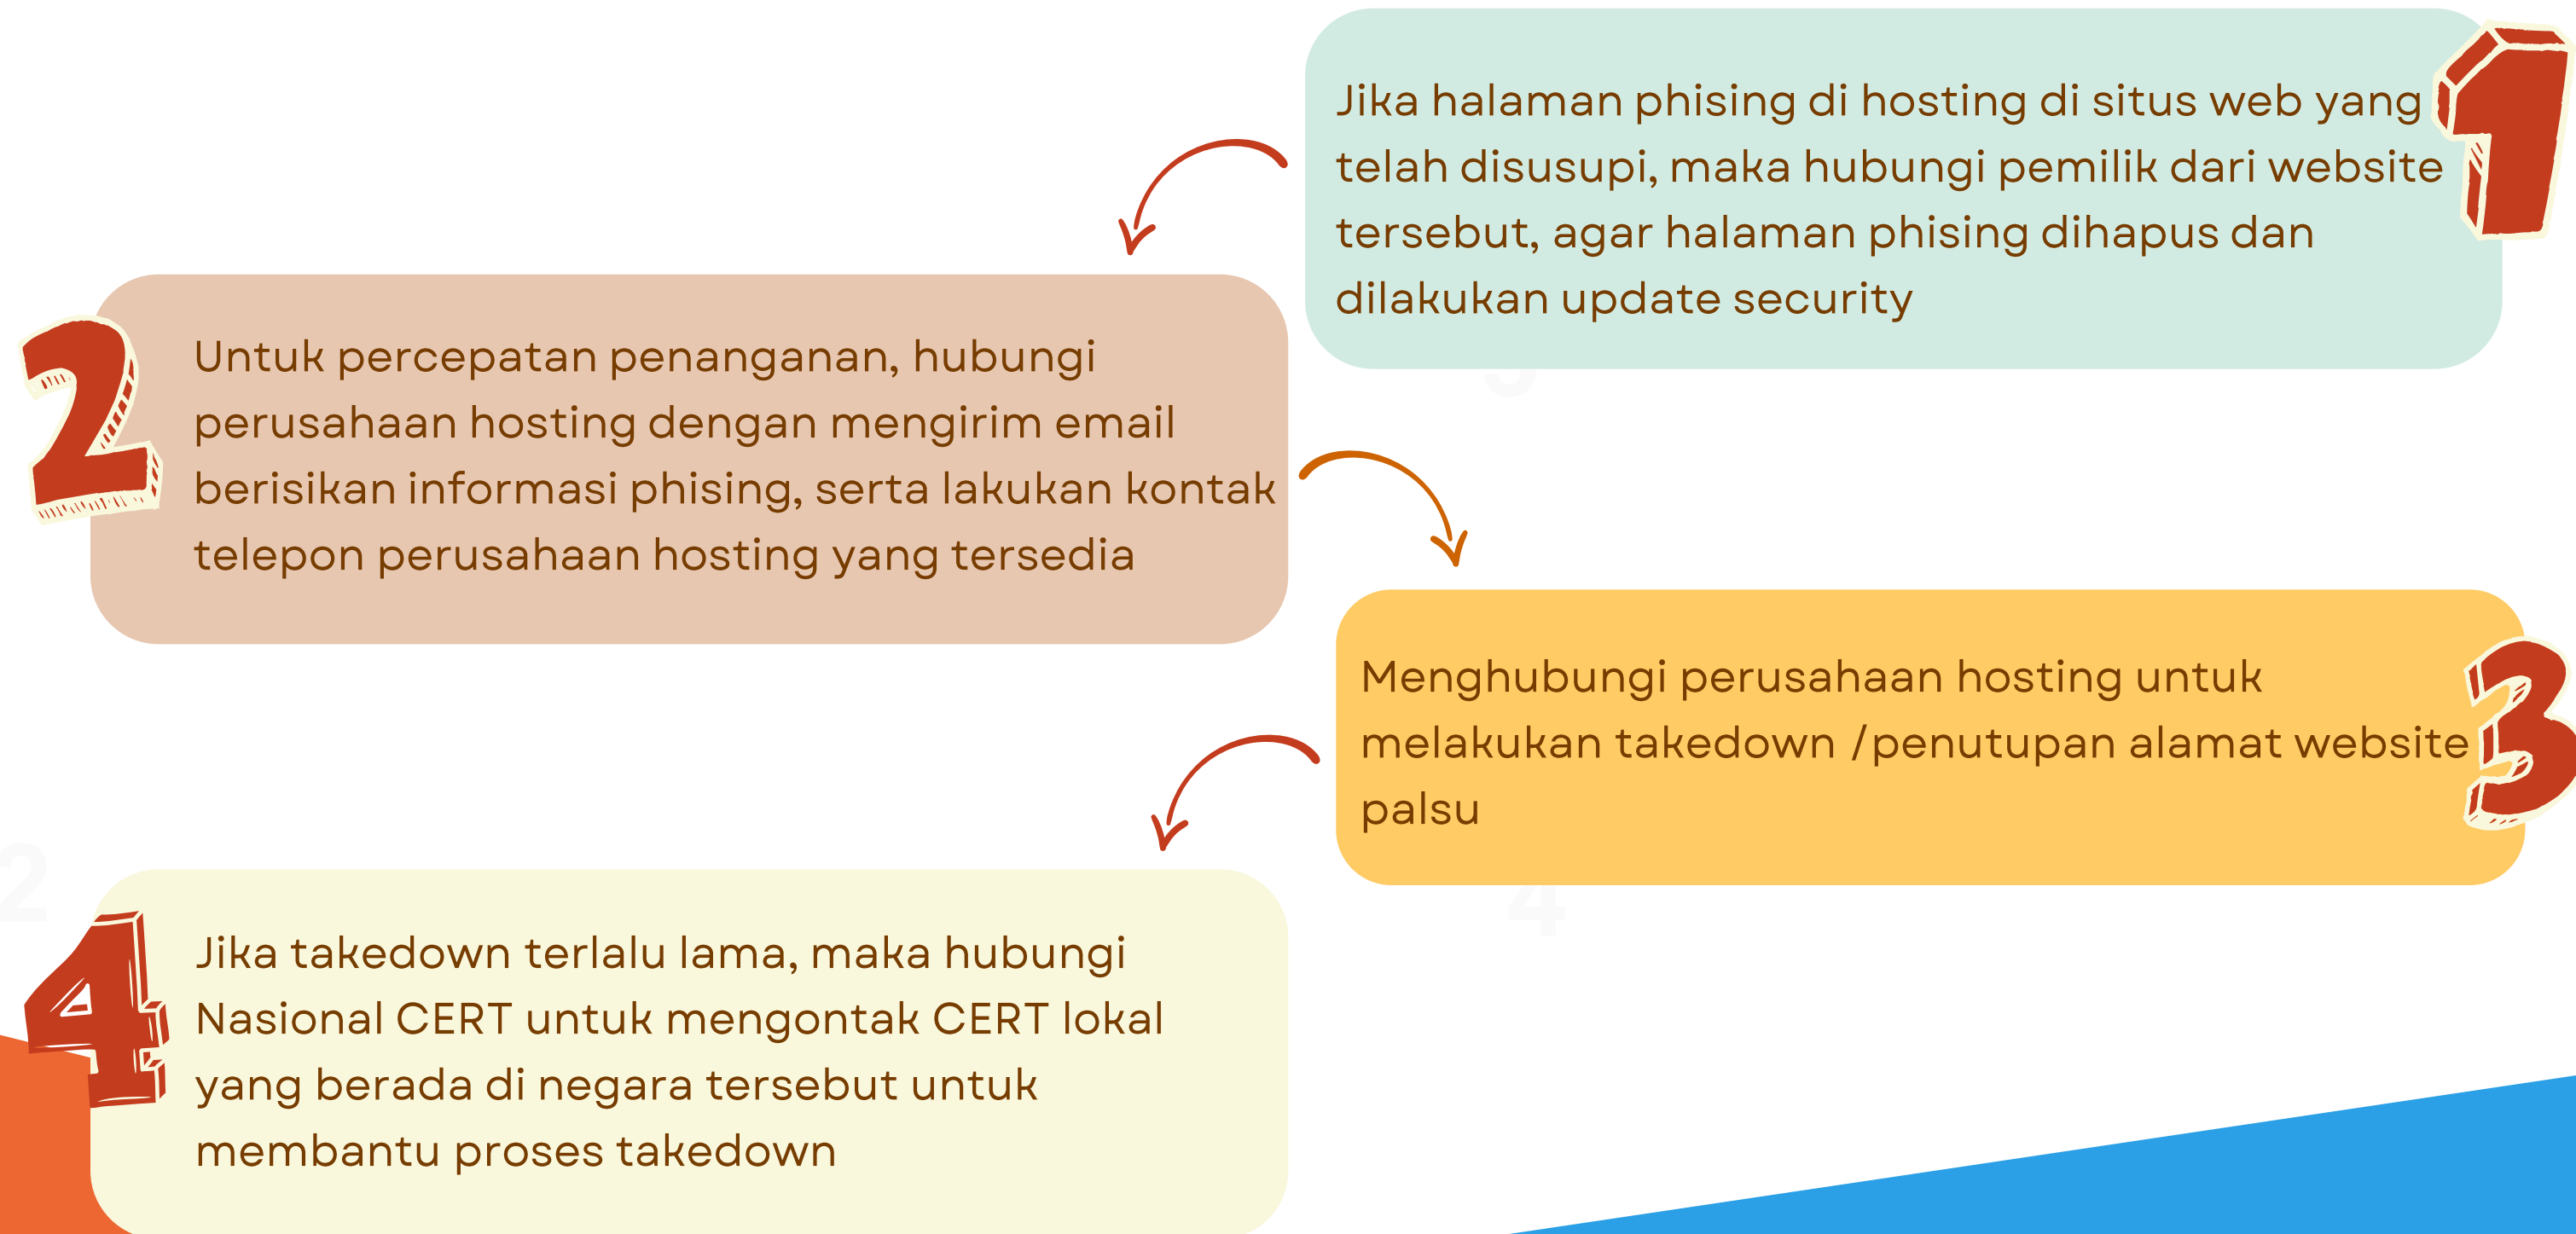 1
Jika halaman phising di hosting di situs web yang
telah disusupi, maka hubungi pemilik dari website
tersebut, agar halaman phising dihapus dan
dilakukan update security
2
Untuk percepatan penanganan, hubungi
perusahaan hosting dengan mengirim email
berisikan informasi phising, serta lakukan kontak
telepon perusahaan hosting yang tersedia
3
Menghubungi perusahaan hosting untuk
melakukan takedown /penutupan alamat website
palsu
4
Jika takedown terlalu lama, maka hubungi
Nasional CERT untuk mengontak CERT lokal
yang berada di negara tersebut untuk
membantu proses takedown
2
4